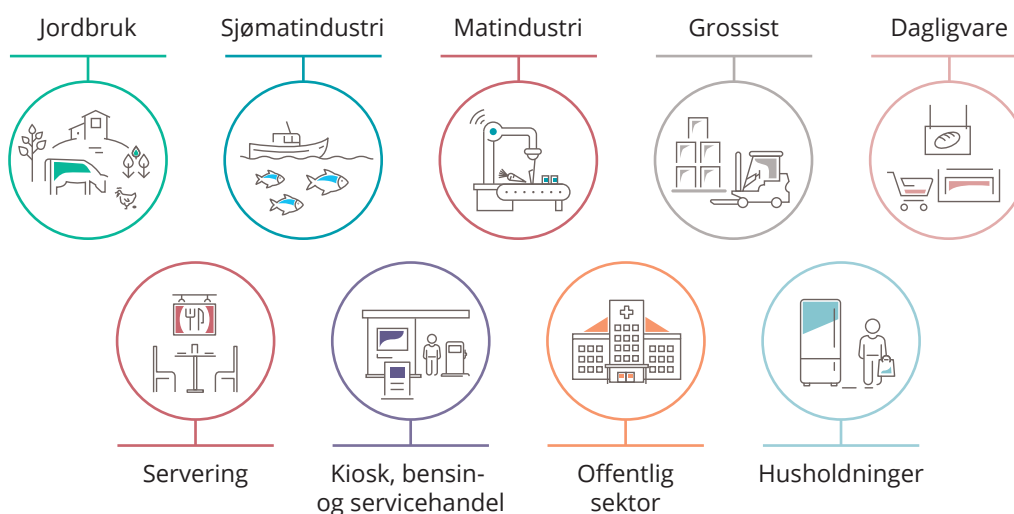 Jordbruk
Sjømatindustri
Matindustri
Grossist
Dagligvare
Servering
Kiosk, bensin-
og servicehandel
Offentlig
sektor
Husholdninger